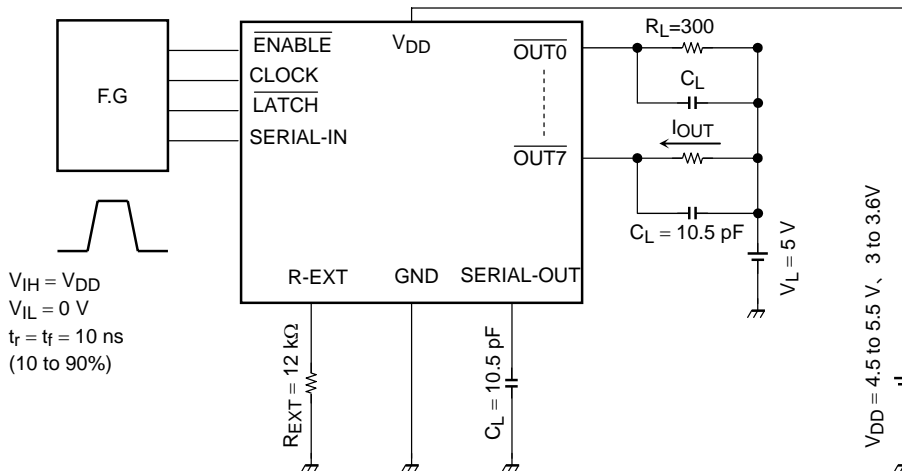 F.G
ENABLE
CLOCK
LATCH
SERIAL-IN
VDD
OUT0
OUT7
R-EXT
GND
SERIAL-OUT
RL=300
CL
IOUT
CL = 10.5 pF
VL = 5 V
VIH = VDD
VIL = 0 V
tr = tf = 10 ns
(10 to 90%)
REXT = 12 kΩ
CL = 10.5 pF
VDD = 4.5 to 5.5 V、3 to 3.6V